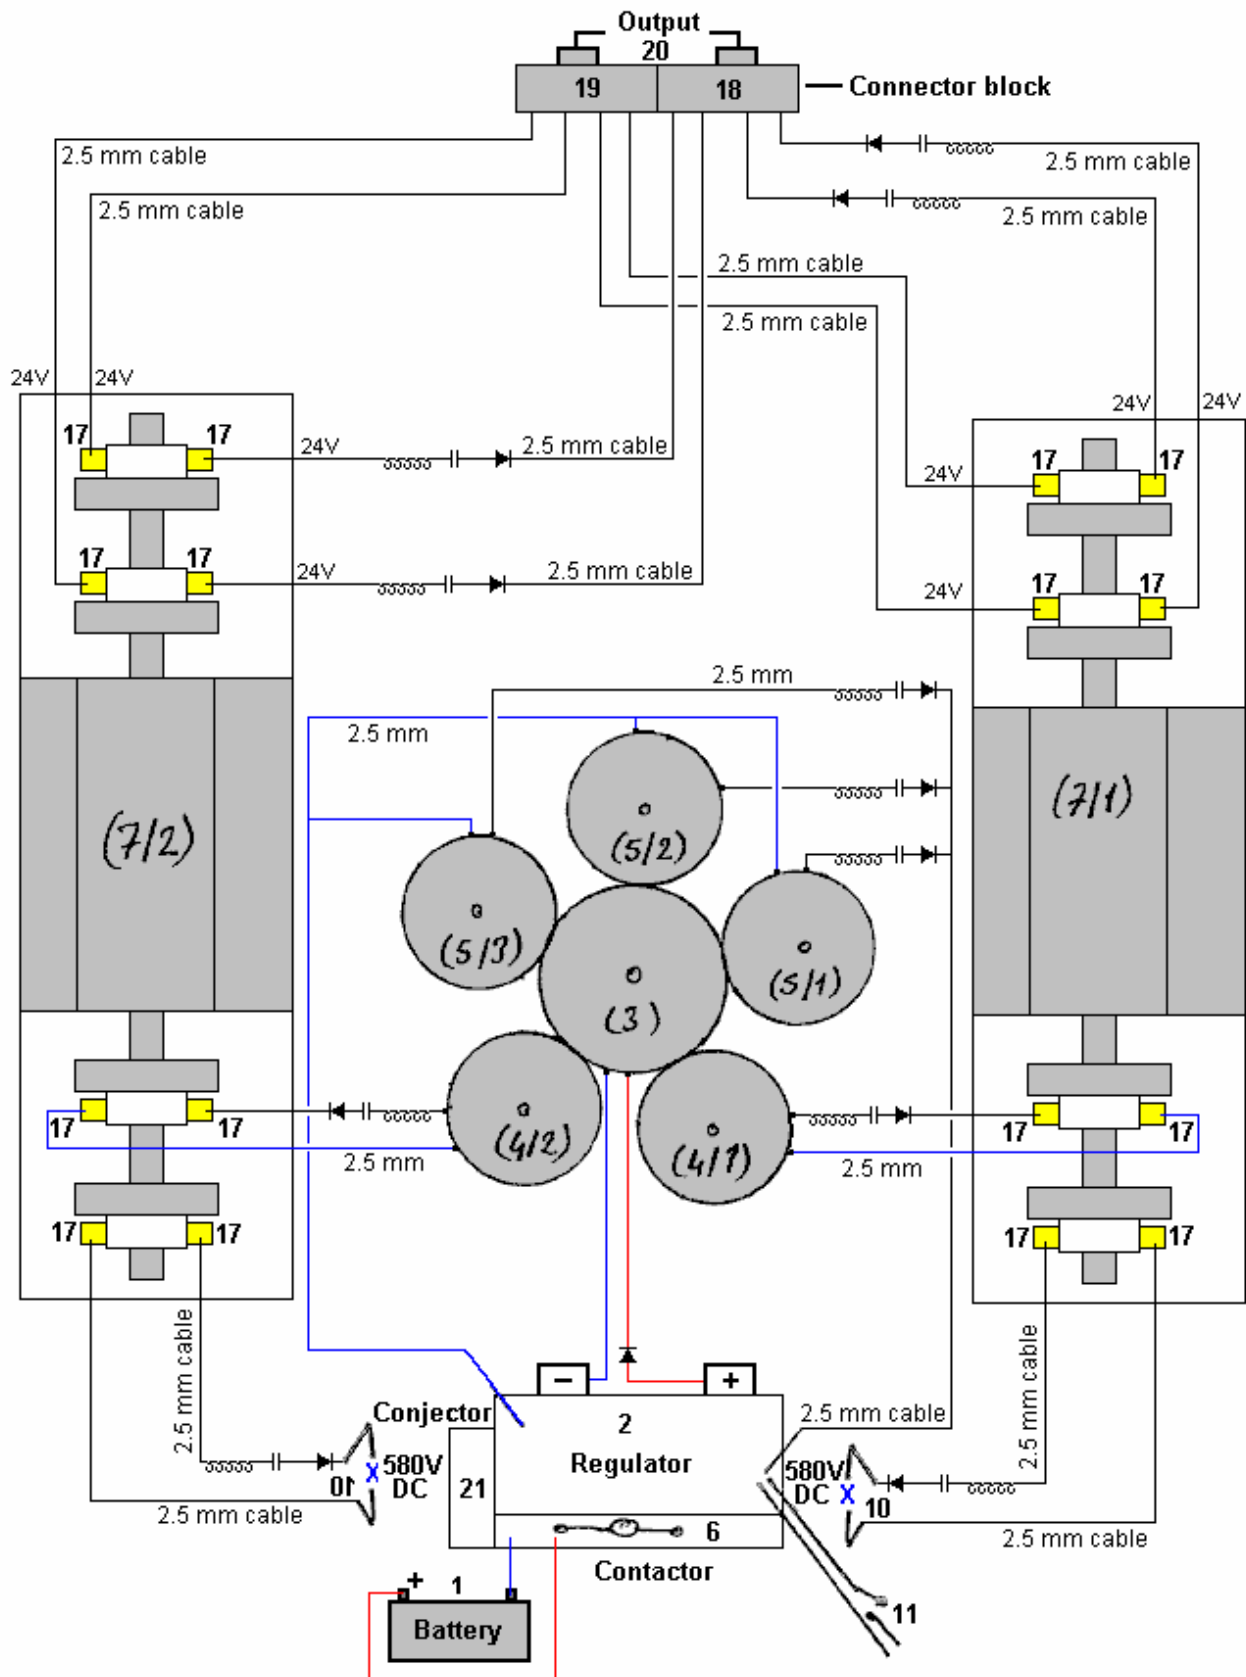 Output
20
19
18
Connector block
2.5 mm cable
2.5 mm cable
2.5 mm cable
2.5 mm cable
2.5 mm cable
2.5 mm cable
24V 24V
24V 24V
17 17
24V
2.5 mm cable
24V
17 17
17 17
24V
2.5 mm cable
24V
17 17
2.5 mm
2.5 mm
(7/2)
(5/2)
(7/1)
(5/3)
(5/1)
(3)
(4/2)
(4/1)
17 17
2.5 mm
2.5 mm
17 17
17 17
17 17
2.5 mm cable
2.5 mm cable
− +
Conjector
2
Regulator
2.5 mm cable
580V
DC
X
10
21
580V
DC
X
10
2.5 mm cable
2.5 mm cable
6
Contactor
+ 1
Battery
11